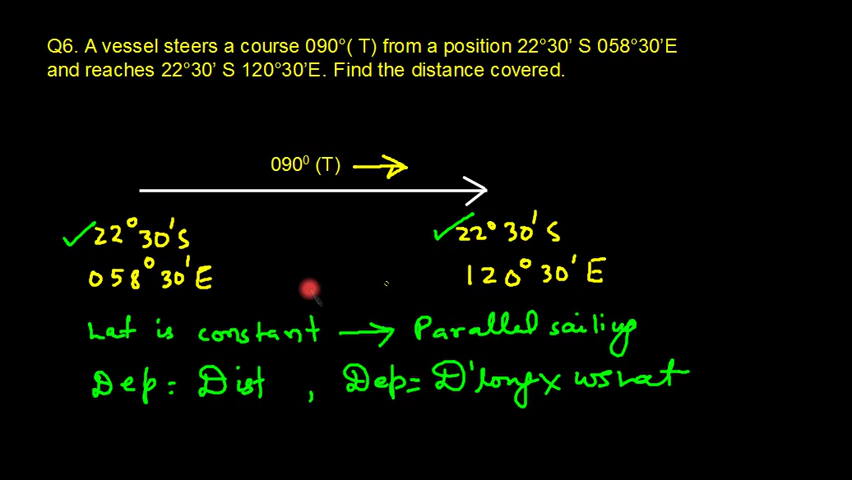 Q6. A vessel steers a course 090°( T) from a position 22°30' S 058°30'E
and reaches 22°30' S 120°30'E. Find the distance covered.
090⁰ (T)
✓22°30'S ✓22°30'S
058°30'E 120°30'E
Lat is constant → Parallel sailing
Dep = Dist , Dep = D'long x cos Lat